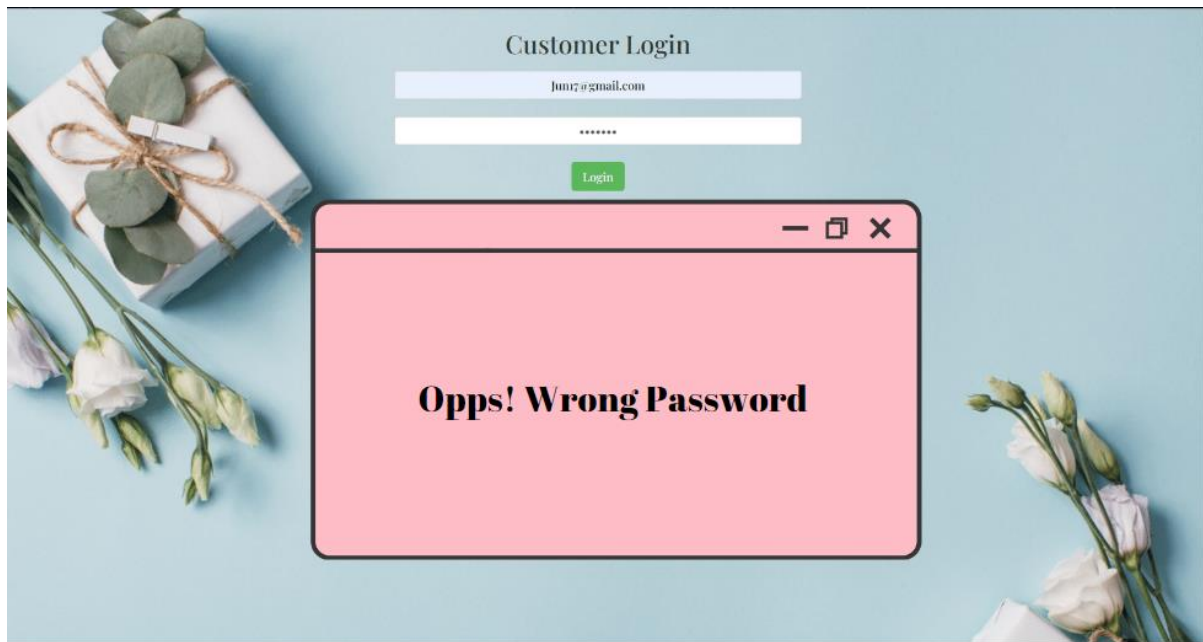 Customer Login
Jun17@gmail.com
•••••••
Login
Opps! Wrong Password